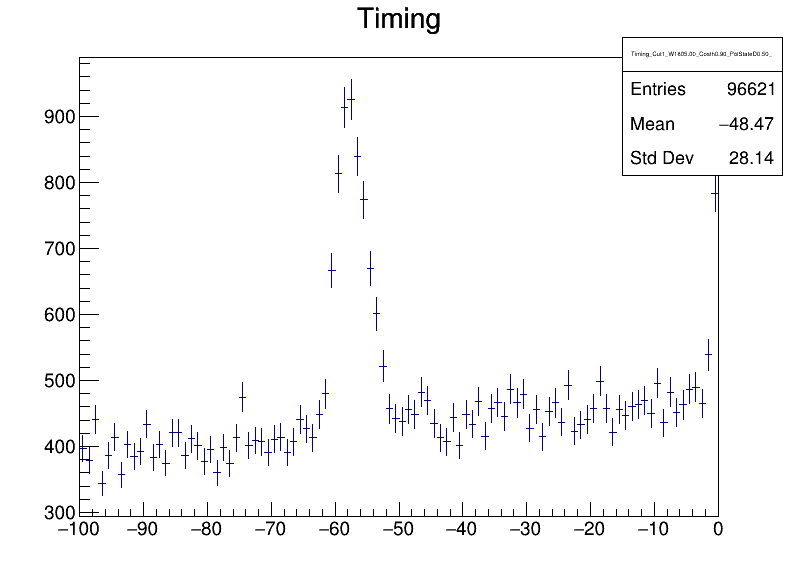 Timing
Timing_Cut1_W1605.00_Costh0.90_PolStateD0.50_
Entries 96621
Mean −48.47
Std Dev 28.14
900
800
700
600
500
400
300
−100 −90 −80 −70 −60 −50 −40 −30 −20 −10 0